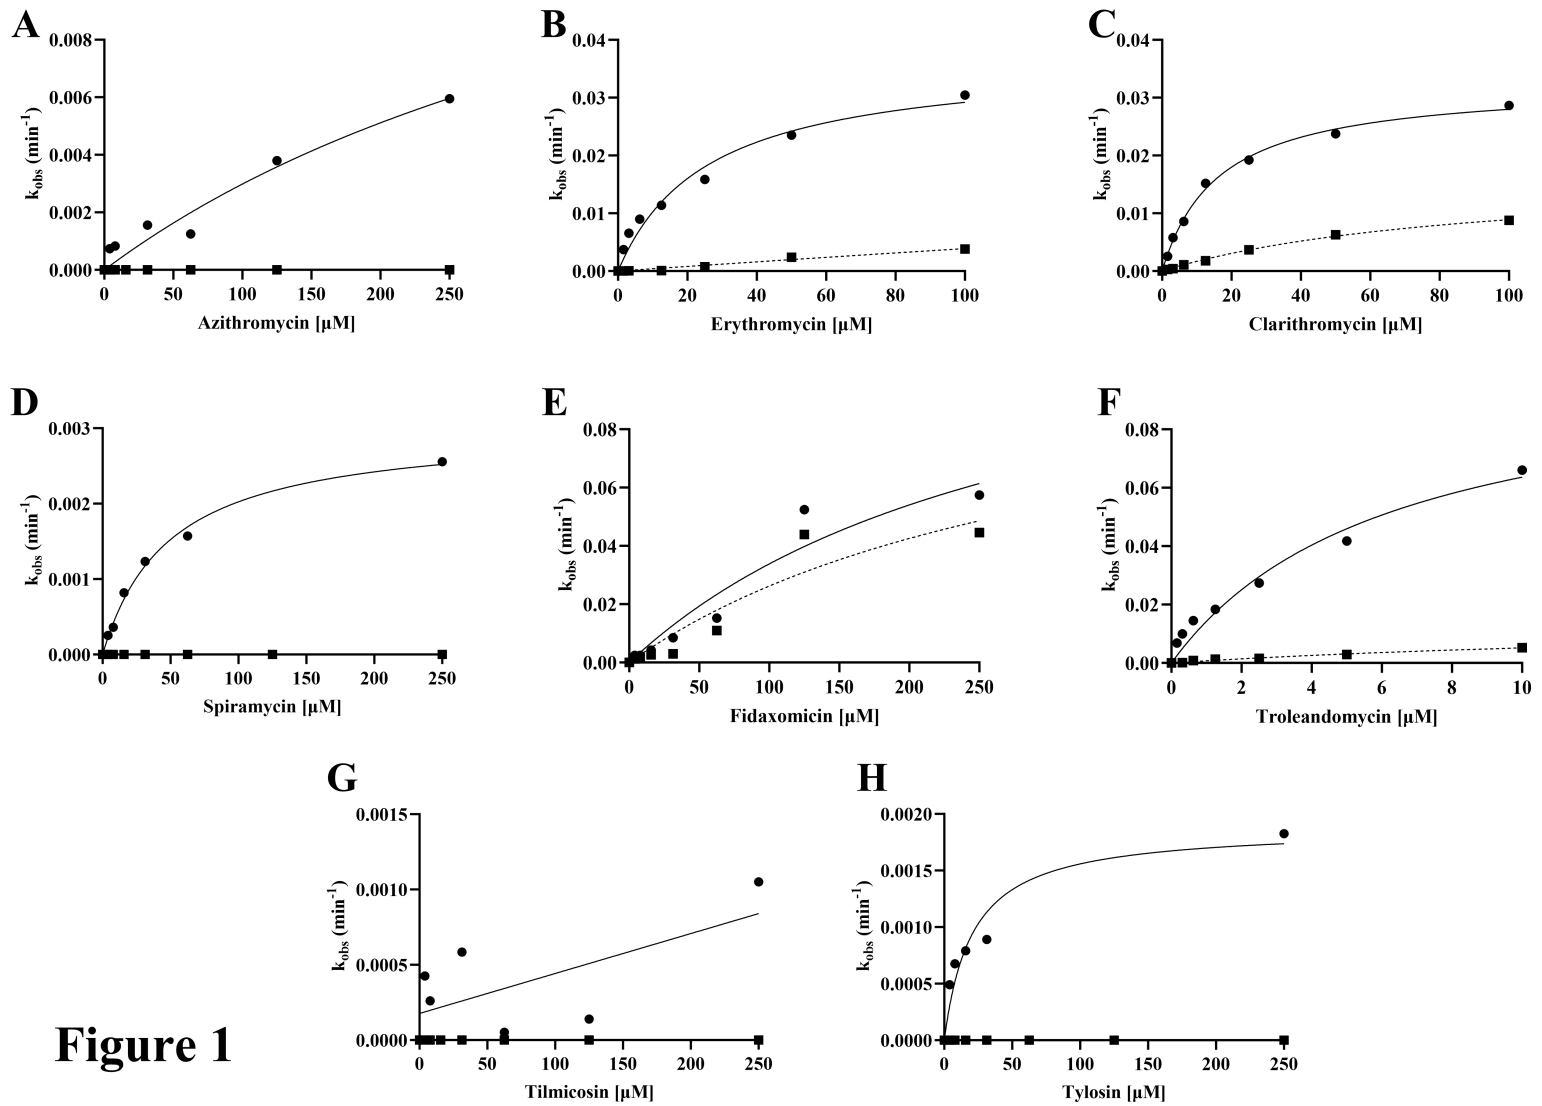 A
0.008
0.006
0.004
0.002
0.000
k_obs (min⁻¹)
0 50 100 150 200 250
Azithromycin [µM]
B
0.04
0.03
0.02
0.01
0.00
k_obs (min⁻¹)
0 20 40 60 80 100
Erythromycin [µM]
C
0.04
0.03
0.02
0.01
0.00
k_obs (min⁻¹)
0 20 40 60 80 100
Clarithromycin [µM]
D
0.003
0.002
0.001
0.000
k_obs (min⁻¹)
0 50 100 150 200 250
Spiramycin [µM]
E
0.08
0.06
0.04
0.02
0.00
k_obs (min⁻¹)
0 50 100 150 200 250
Fidaxomicin [µM]
F
0.08
0.06
0.04
0.02
0.00
k_obs (min⁻¹)
0 2 4 6 8 10
Troleandomycin [µM]
G
0.0015
0.0010
0.0005
0.0000
k_obs (min⁻¹)
0 50 100 150 200 250
Tilmicosin [µM]
H
0.0020
0.0015
0.0010
0.0005
0.0000
k_obs (min⁻¹)
0 50 100 150 200 250
Tylosin [µM]
Figure 1